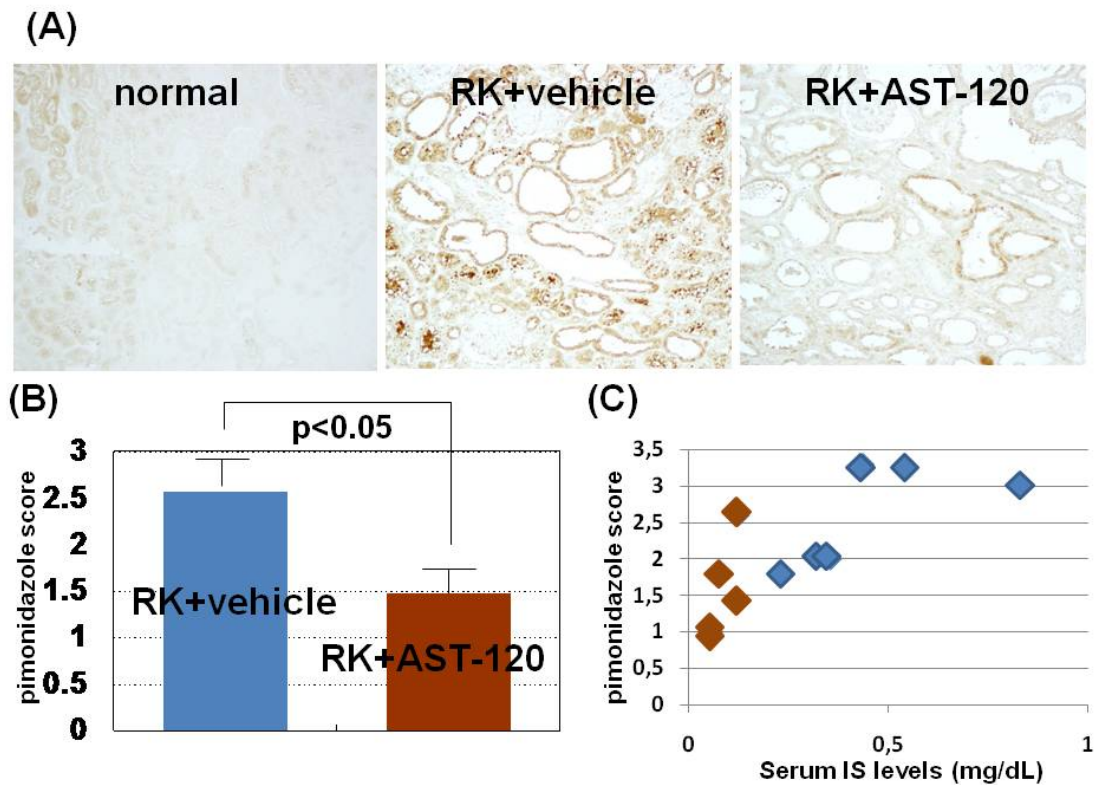 (A)
normal
RK+vehicle
RK+AST-120
(B)
p<0.05
pimonidazole score
3
2.5
2
1.5
1
0.5
0
RK+vehicle
RK+AST-120
(C)
pimonidazole score
3,5
3
2,5
2
1,5
1
0,5
0
0 0,5 1
Serum IS levels (mg/dL)